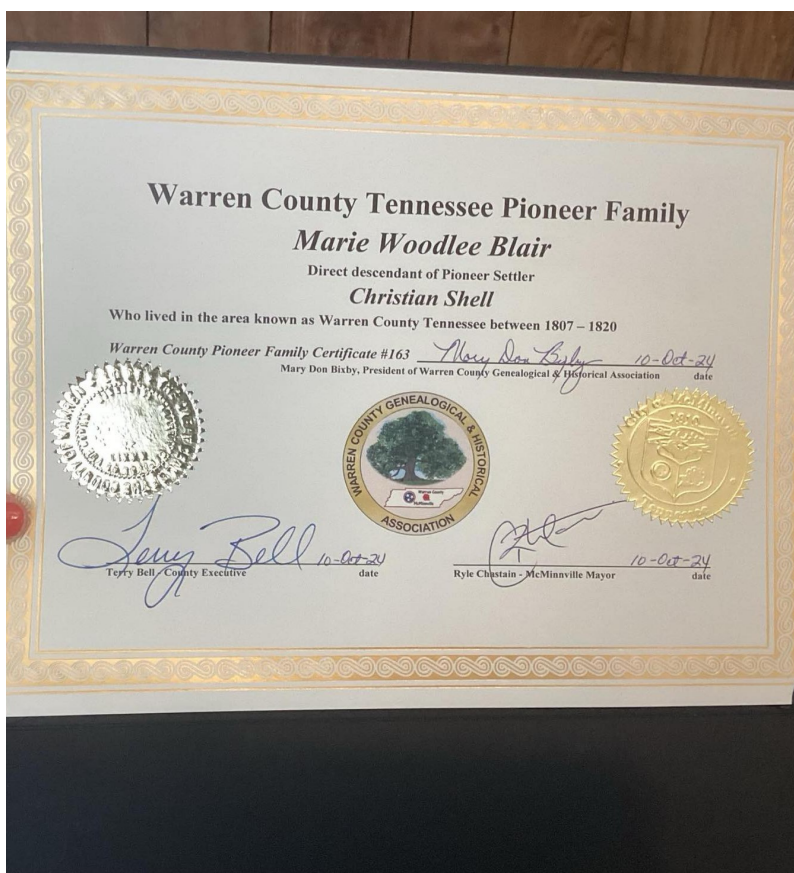 Warren County Tennessee Pioneer Family
Marie Woodlee Blair
Direct descendant of Pioneer Settler
Christian Shell
Who lived in the area known as Warren County Tennessee between 1807 – 1820
Warren County Pioneer Family Certificate #163 Mary Don Bixby 10-Oct-24
Mary Don Bixby, President of Warren County Genealogical & Historical Association date
WARREN COUNTY GENEALOGICAL & HISTORICAL
ASSOCIATION
Terry Bell 10-Oct-24
10-Oct-24
Terry Bell County Executive date
Ryle Chastain - McMinnville Mayor date